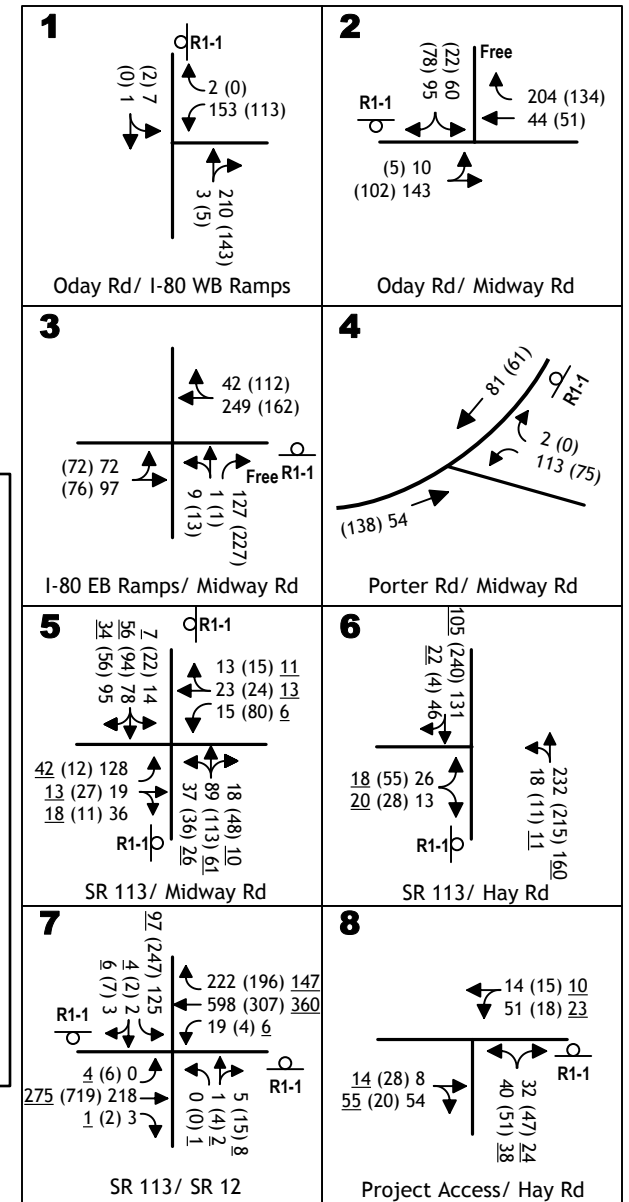 1
R1-1
(2) 7
(0) 1
2 (0)
153 (113)
210 (143)
3 (5)
Oday Rd/ I-80 WB Ramps
2
Free
(22) 60
(78) 95
R1-1
204 (134)
44 (51)
(5) 10
(102) 143
Oday Rd/ Midway Rd
3
42 (112)
249 (162)
(72) 72
(76) 97
Free R1-1
127 (227)
1 (1)
9 (13)
I-80 EB Ramps/ Midway Rd
4
81 (61)
R1-1
2 (0)
113 (75)
(138) 54
Porter Rd/ Midway Rd
5
R1-1
7 (22) 14
56 (94) 78
34 (56) 95
13 (15) 11
23 (24) 13
15 (80) 6
42 (12) 128
13 (27) 19
18 (11) 36
R1-1
18 (48) 10
89 (113) 61
37 (36) 26
SR 113/ Midway Rd
6
105 (240) 131
22 (4) 46
18 (55) 26
20 (28) 13
R1-1
232 (215) 160
18 (11) 11
SR 113/ Hay Rd
7
97 (247) 125
4 (2) 2
6 (7) 3
R1-1
222 (196) 147
598 (307) 360
19 (4) 6
4 (6) 0
275 (719) 218
1 (2) 3
R1-1
5 (15) 8
1 (4) 2
0 (0) 1
SR 113/ SR 12
8
14 (15) 10
51 (18) 23
14 (28) 8
55 (20) 54
R1-1
32 (47) 24
40 (51) 38
Project Access/ Hay Rd